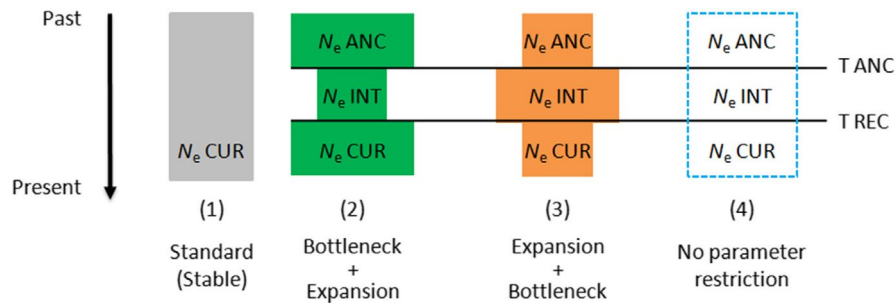 Past
Present
Nₑ CUR
(1)
Standard
(Stable)
Nₑ ANC
Nₑ INT
Nₑ CUR
(2)
Bottleneck
+
Expansion
Nₑ ANC
Nₑ INT
Nₑ CUR
(3)
Expansion
+
Bottleneck
Nₑ ANC
Nₑ INT
Nₑ CUR
(4)
No parameter
restriction
T ANC
T REC